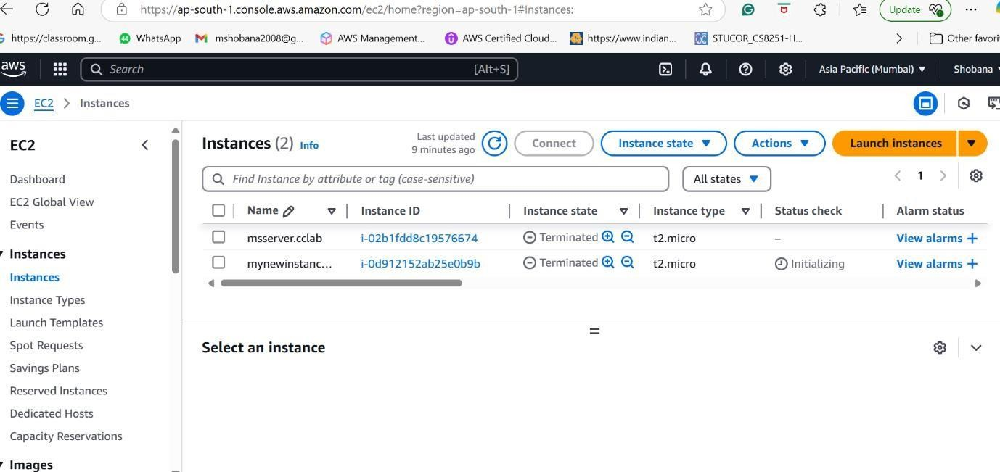 https://ap-south-1.console.aws.amazon.com/ec2/home?region=ap-south-1#Instances:
Update
https://classroom.g...
44
WhatsApp
mshobana2008@g...
AWS Management...
AWS Certified Cloud...
https://www.indian...
STUCOR_CS8251-H...
Other favori
aws
Search
[Alt+S]
Asia Pacific (Mumbai)
Shobana
EC2
Instances
EC2
Dashboard
EC2 Global View
Events
Instances
Instances
Instance Types
Launch Templates
Spot Requests
Savings Plans
Reserved Instances
Dedicated Hosts
Capacity Reservations
Images
Instances (2) Info
Last updated
9 minutes ago
Connect
Instance state
Actions
Launch instances
Find Instance by attribute or tag (case-sensitive)
All states
1
Name Instance ID Instance state Instance type Status check Alarm status
msserver.cclab i-02b1fdd8c19576674 Terminated t2.micro – View alarms +
mynewinstanc... i-0d912152ab25e0b9b Terminated t2.micro Initializing View alarms +
Select an instance